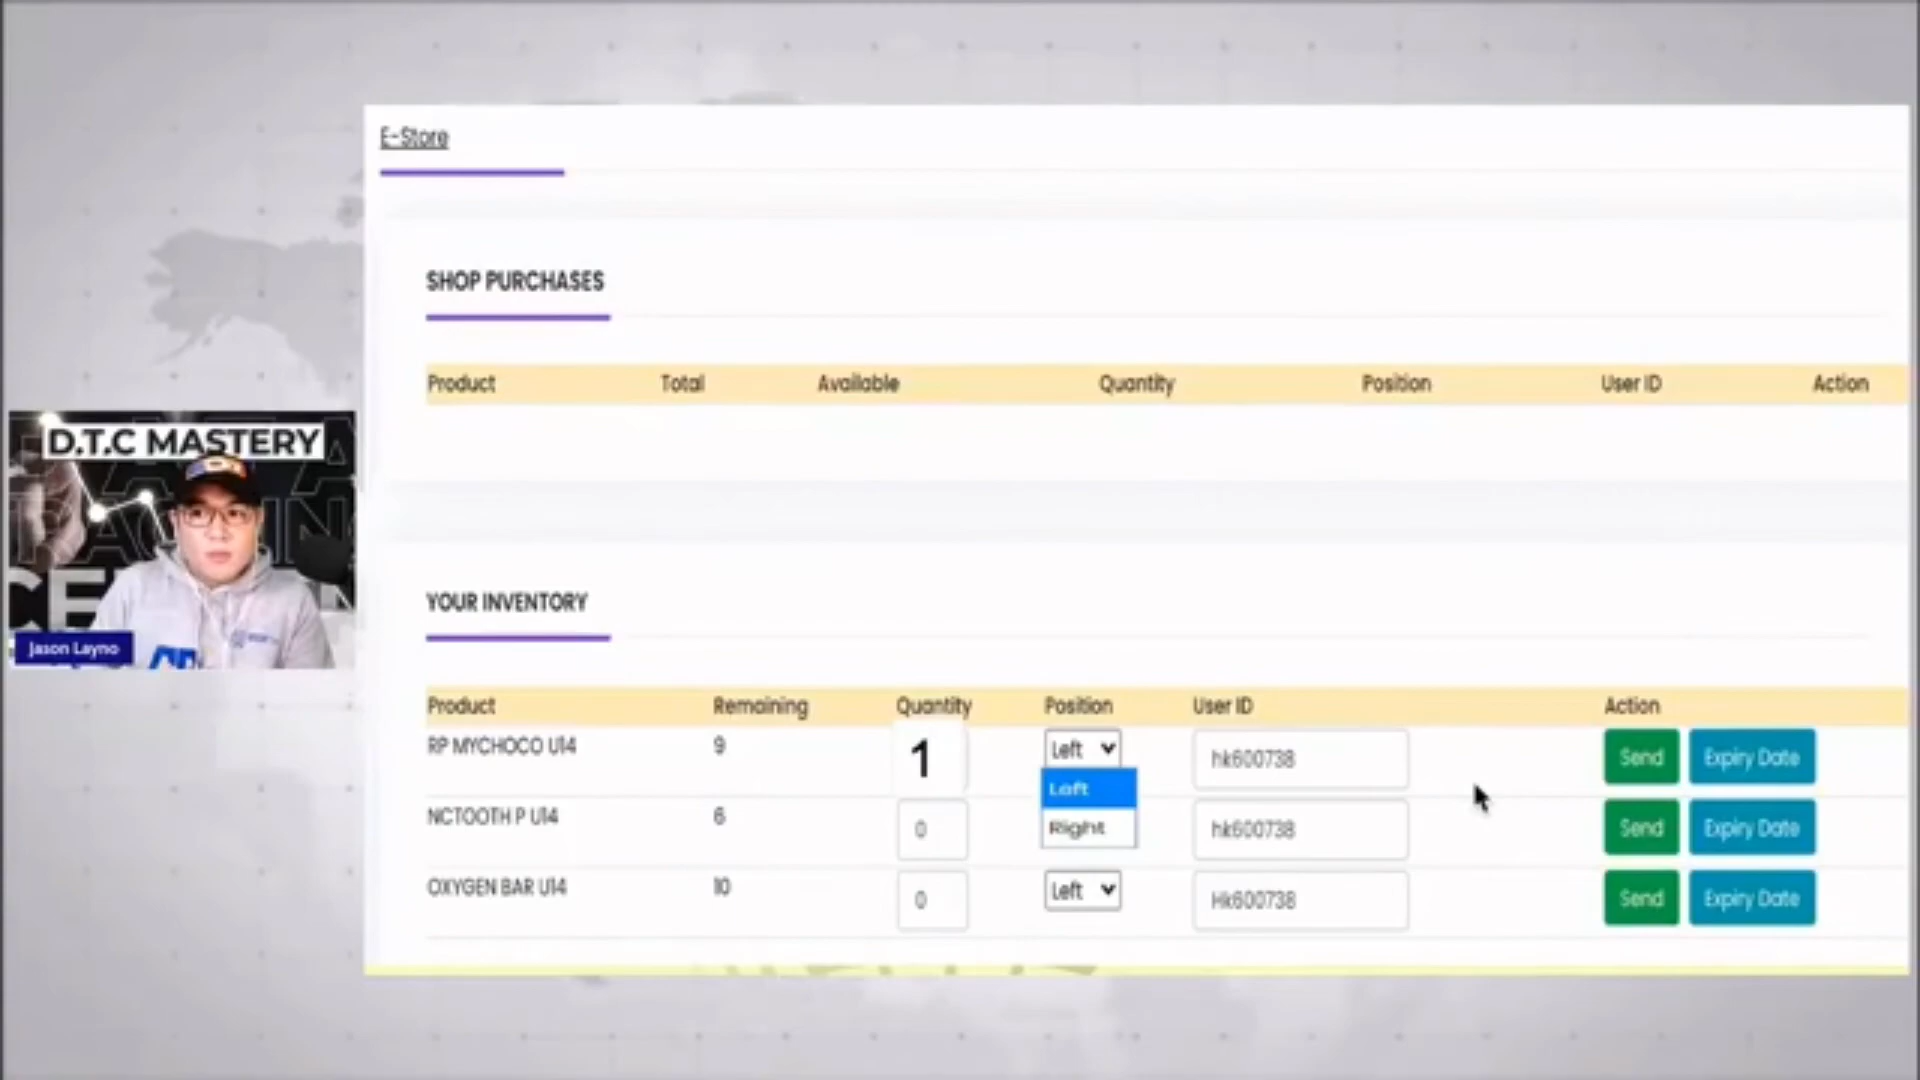 E-Store
SHOP PURCHASES
Product Total Available Quantity Position User ID Action
D.T.C MASTERY
Jason Layno
YOUR INVENTORY
Product Remaining Quantity Position User ID Action
RP MYCHOCO U14 9 1 Left hk600738 Send Expiry Date
Left
NCTOOTH P U14 6 0 Right hk600738 Send Expiry Date
OXYGEN BAR U14 10 0 Left Hk600738 Send Expiry Date